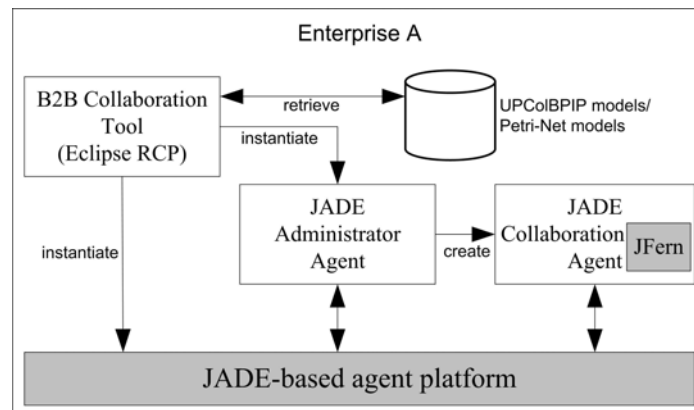 Enterprise A
B2B Collaboration
Tool
(Eclipse RCP)
retrieve
UPColBPIP models/
Petri-Net models
instantiate
JADE
Administrator
Agent
create
JADE
Collaboration
Agent
JFern
instantiate
JADE-based agent platform